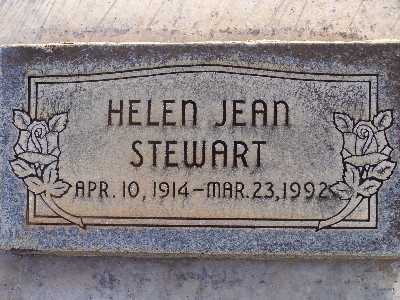 HELEN JEAN
STEWART
APR. 10, 1914 – MAR. 23, 1992